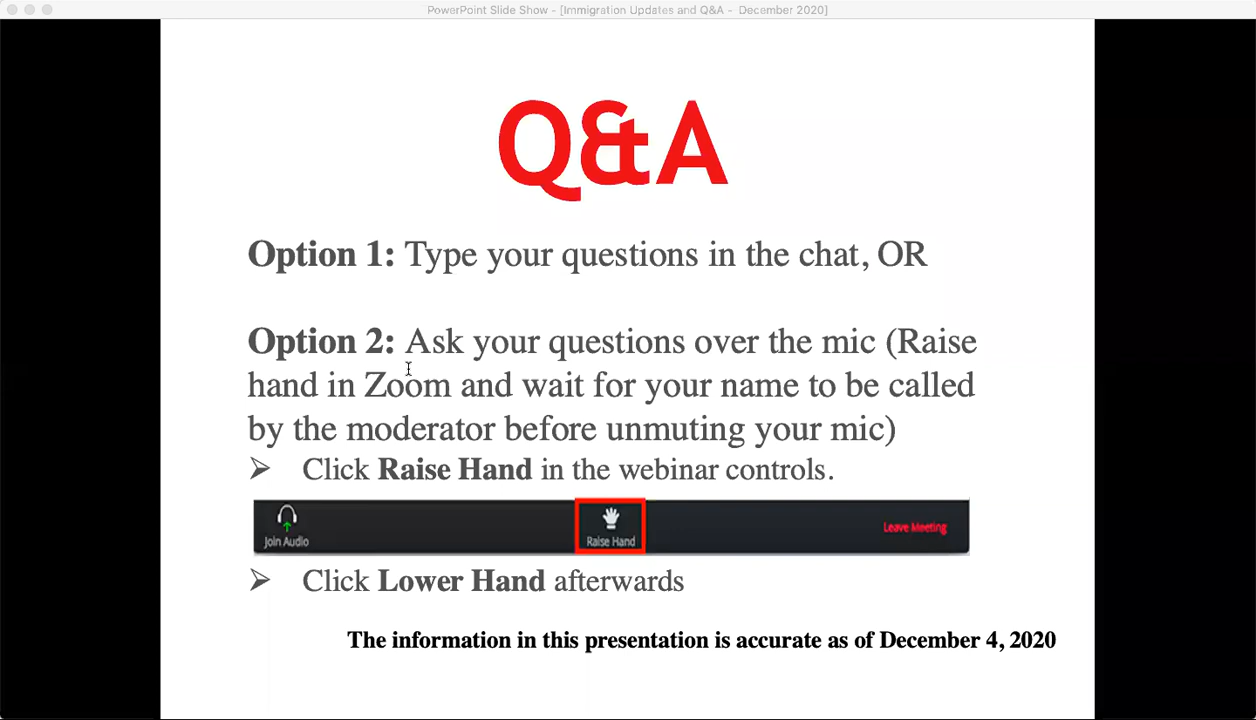 PowerPoint Slide Show - [Immigration Updates and Q&A - December 2020]
Q&A
Option 1: Type your questions in the chat, OR
Option 2: Ask your questions over the mic (Raise
hand in Zoom and wait for your name to be called
by the moderator before unmuting your mic)
➢ Click Raise Hand in the webinar controls.
Join Audio Raise Hand Leave Meeting
➢ Click Lower Hand afterwards
The information in this presentation is accurate as of December 4, 2020